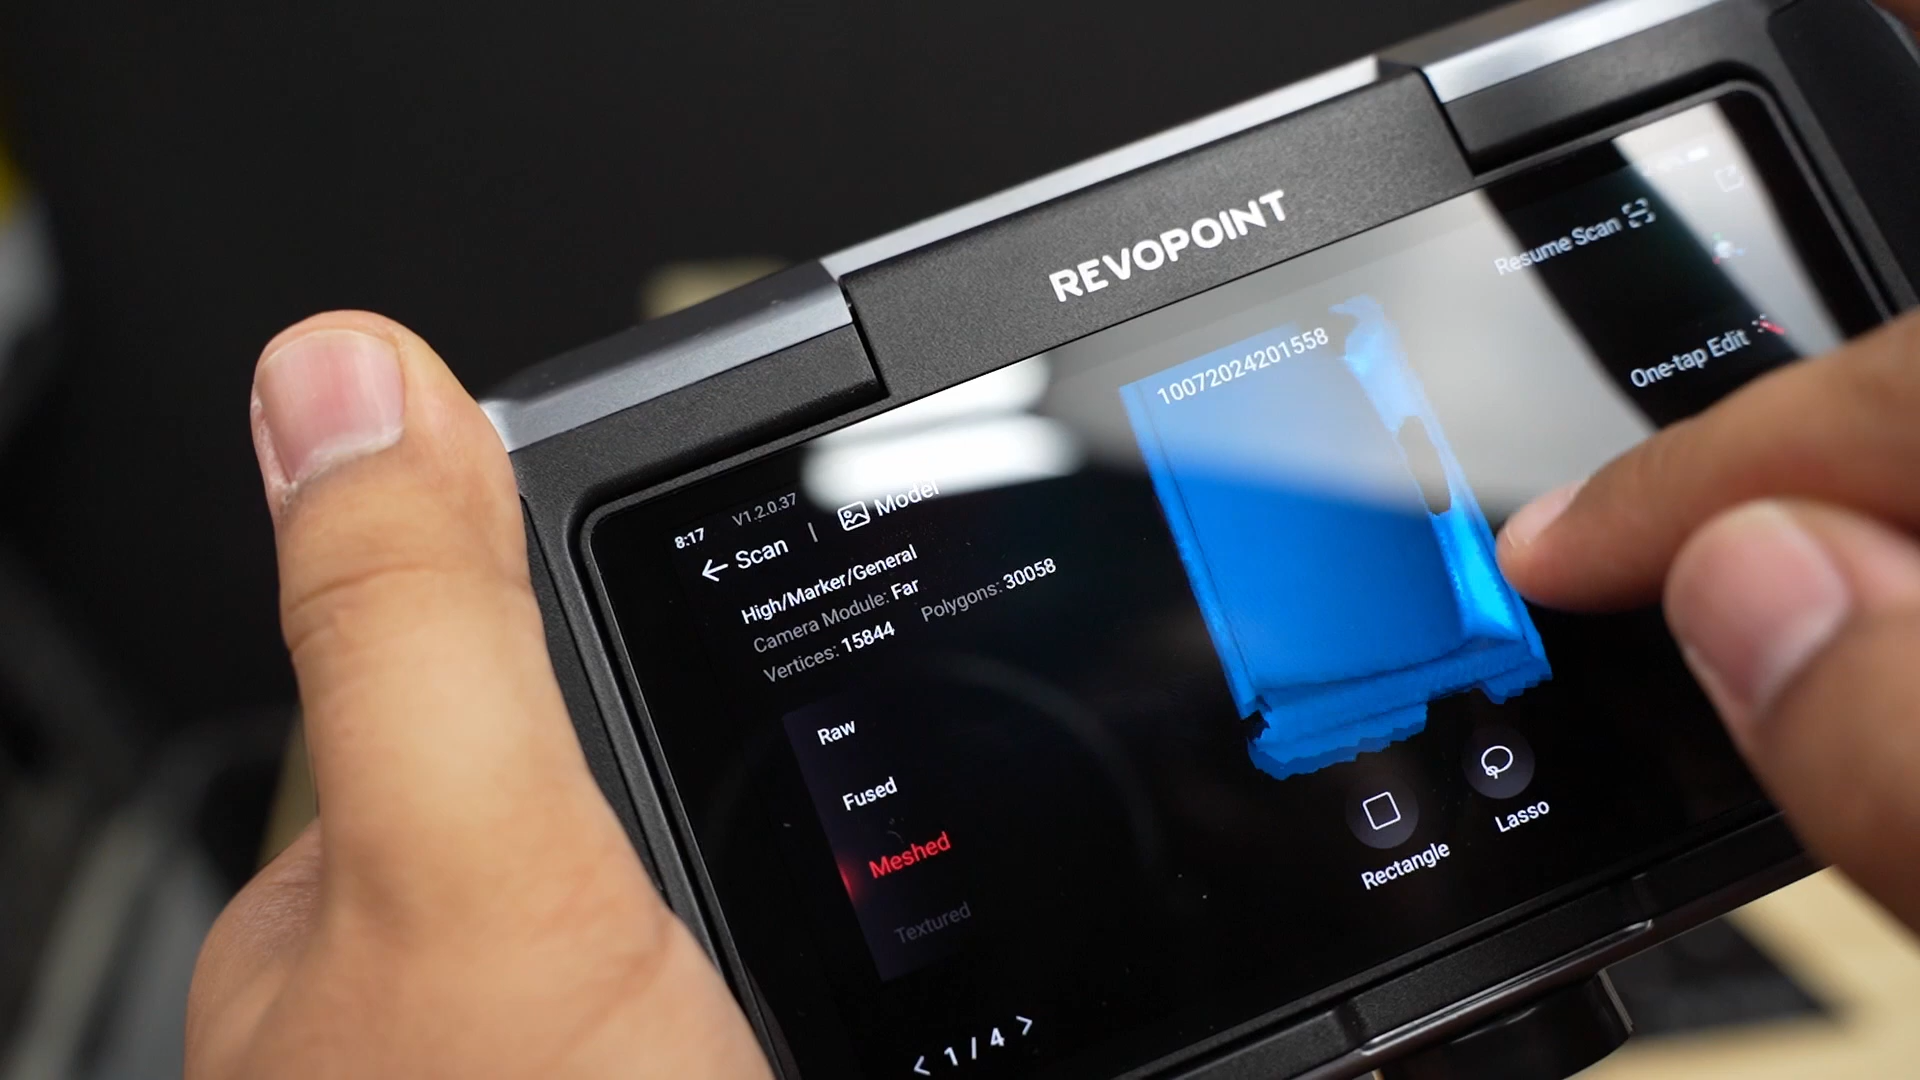 REVOPOINT
8:17 V1.2.0.37
Scan | Model
Resume Scan
10072024201558
One-tap Edit
High/Marker/General
Camera Module: Far
Vertices: 15844 Polygons: 30058
Raw
Fused
Meshed
Textured
Rectangle
Lasso
< 1 / 4 >